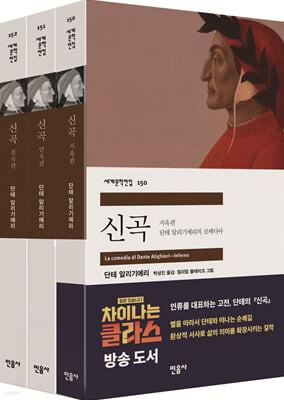 152
세계문학전집
신곡
천국편
단테 알리기에리
민음사
151
세계문학전집
신곡
연옥편
단테 알리기에리
민음사
150
세계문학전집
신곡
지옥편
단테 알리기에리
민음사
세계문학전집 150
신곡
지옥편
단테 알리기에리의 코메디아
La comedia di Dante Alighieri—Inferno
단테 알리기에리
박상진 옮김·윌리엄 블레이크 그림
차이나는
클라스
방송 도서
인류를 대표하는 고전, 단테의 『신곡』
별을 따라서 단테와 떠나는 순례길
환상적 서사로 삶의 의미를 확장시키는 걸작
민음사